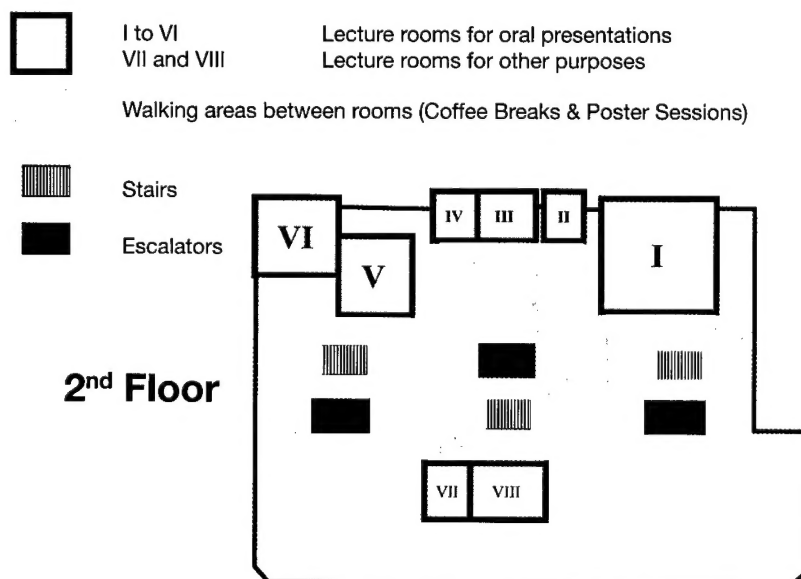 I to VI Lecture rooms for oral presentations
VII and VIII Lecture rooms for other purposes
Walking areas between rooms (Coffee Breaks & Poster Sessions)
Stairs
Escalators
VI
V
IV
III
II
I
2nd Floor
VII
VIII